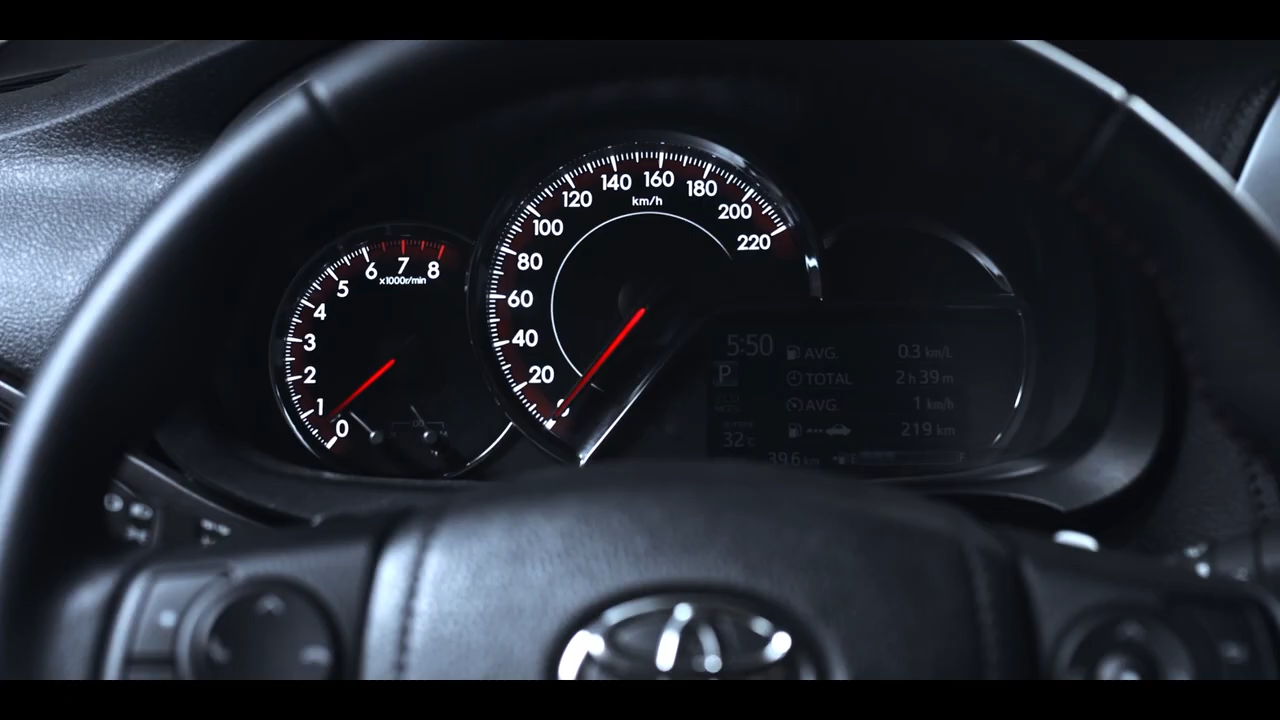 0
1
2
3
4
5
6
7
8
x1000r/min
0
20
40
60
80
100
120
140
160
180
200
220
km/h
5:50
P
32°C
AVG. 0.3 km/L
TOTAL 2h 39m
AVG. 1 km/h
219 km
396 km
E F